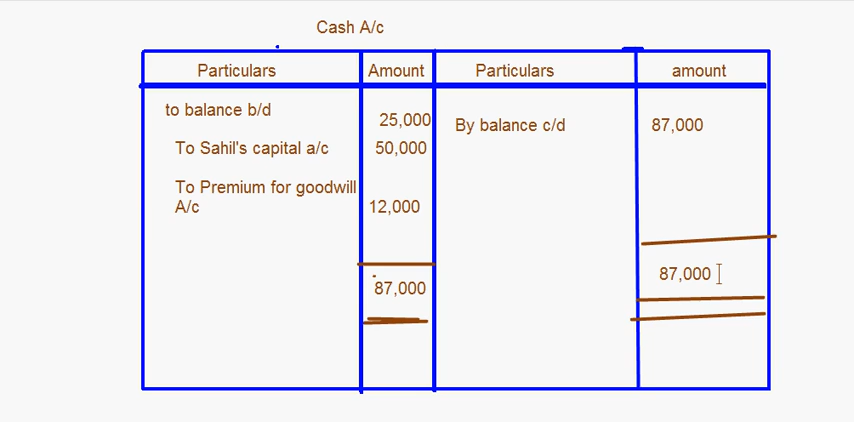 Cash A/c
Particulars Amount Particulars amount
to balance b/d
25,000 By balance c/d 87,000
To Sahil's capital a/c 50,000
To Premium for goodwill
A/c 12,000
87,000
87,000